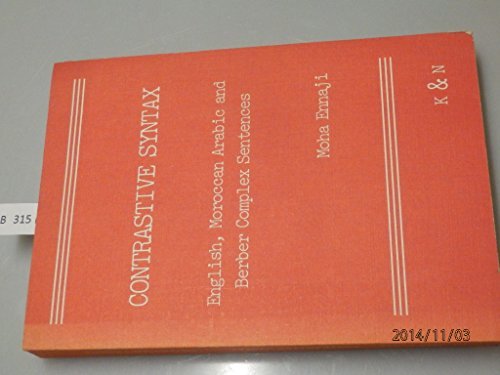 CONTRASTIVE SYNTAX
English, Moroccan Arabic and
Berber Complex Sentences
Moha Ennaji
K & N
B 315
2014/11/03